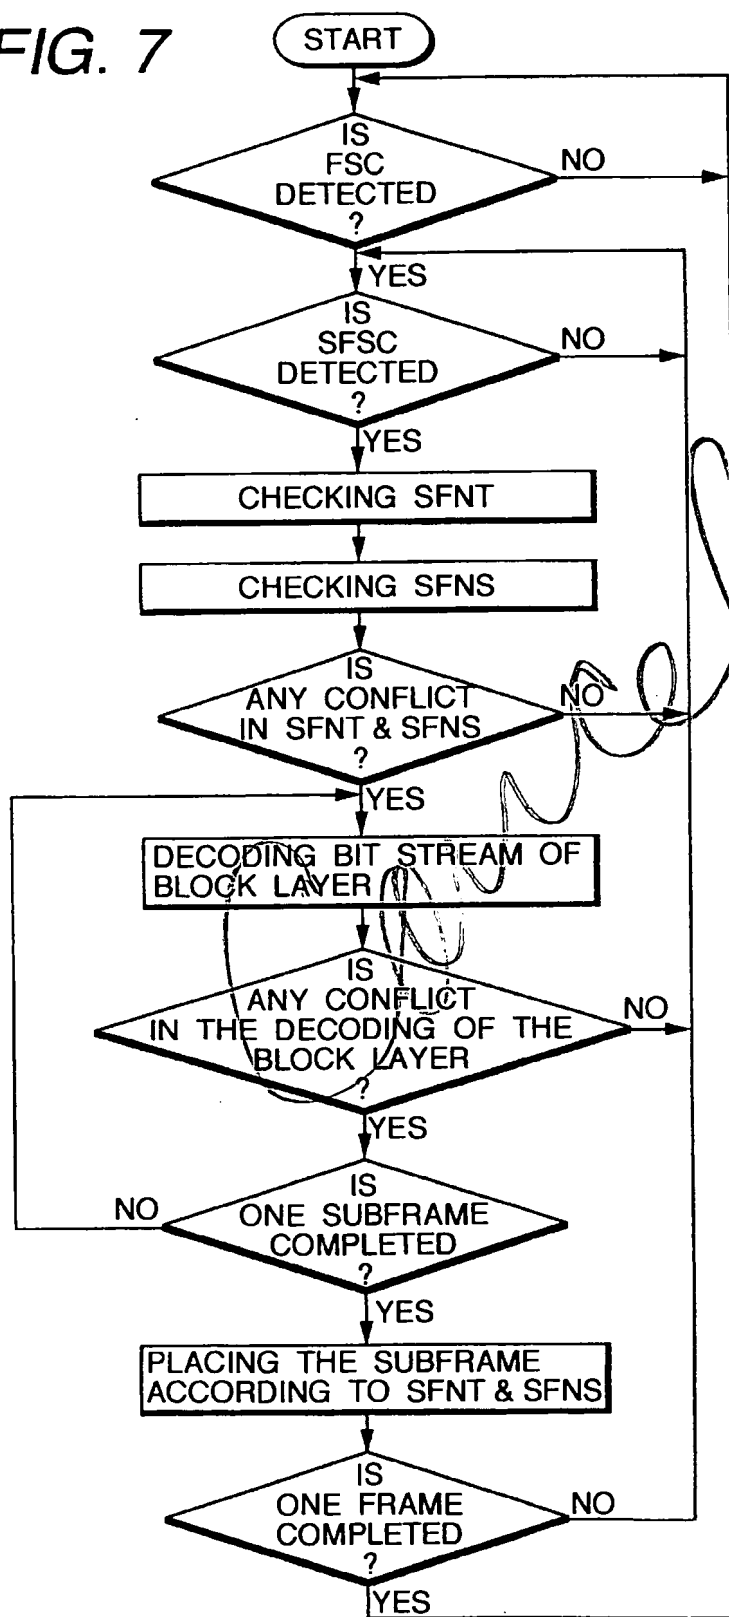 FIG. 7
START
IS
FSC
DETECTED
?
NO
YES
IS
SFSC
DETECTED
?
NO
YES
CHECKING SFNT
CHECKING SFNS
IS
ANY CONFLICT
IN SFNT & SFNS
?
NO
YES
DECODING BIT STREAM OF
BLOCK LAYER
IS
ANY CONFLICT
IN THE DECODING OF THE
BLOCK LAYER
?
NO
YES
IS
ONE SUBFRAME
COMPLETED
?
NO
YES
PLACING THE SUBFRAME
ACCORDING TO SFNT & SFNS
IS
ONE FRAME
COMPLETED
?
NO
YES